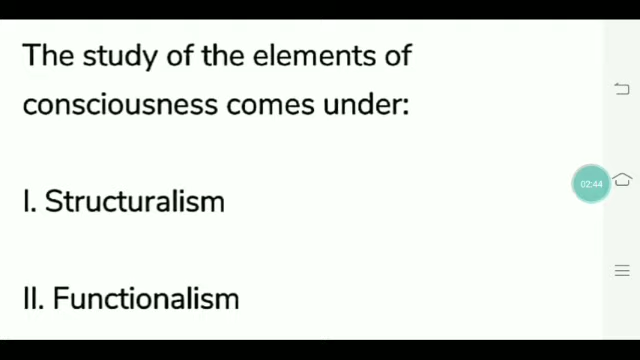 The study of the elements of
consciousness comes under:
I. Structuralism
02:44
II. Functionalism